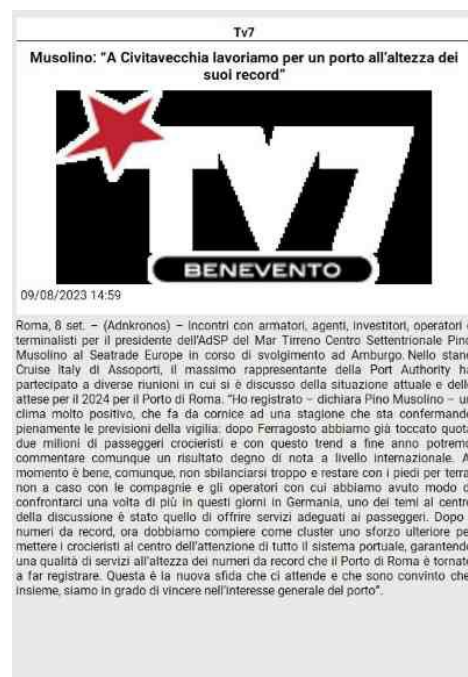 Tv7
Musolino: “A Civitavecchia lavoriamo per un porto all’altezza dei
suoi record”
TV7
BENEVENTO
09/08/2023 14:59
Roma, 8 set. – (Adnkronos) – Incontri con armatori, agenti, investitori, operatori e
terminalisti per il presidente dell’AdSP del Mar Tirreno Centro Settentrionale Pino
Musolino al Seatrade Europe in corso di svolgimento ad Amburgo. Nello stand
Cruise Italy di Assoporti, il massimo rappresentante della Port Authority ha
partecipato a diverse riunioni in cui si è discusso della situazione attuale e delle
attese per il 2024 per il Porto di Roma. “Ho registrato – dichiara Pino Musolino – un
clima molto positivo, che fa da cornice ad una stagione che sta confermando
pienamente le previsioni della vigilia: dopo Ferragosto abbiamo già toccato quota
due milioni di passeggeri crocieristi e con questo trend a fine anno potremo
commentare comunque un risultato degno di nota a livello internazionale. Al
momento è bene, comunque, non sbilanciarsi troppo e restare con i piedi per terra:
non a caso con le compagnie e gli operatori con cui abbiamo avuto modo di
confrontarci una volta di più in questi giorni in Germania, uno dei temi al centro
della discussione è stato quello di offrire servizi adeguati ai passeggeri. Dopo i
numeri da record, ora dobbiamo compiere come cluster uno sforzo ulteriore per
mettere i crocieristi al centro dell’attenzione di tutto il sistema portuale, garantendo
una qualità di servizi all’altezza dei numeri da record che il Porto di Roma è tornato
a far registrare. Questa è la nuova sfida che ci attende e che sono convinto che,
insieme, siamo in grado di vincere nell’interesse generale del porto”.